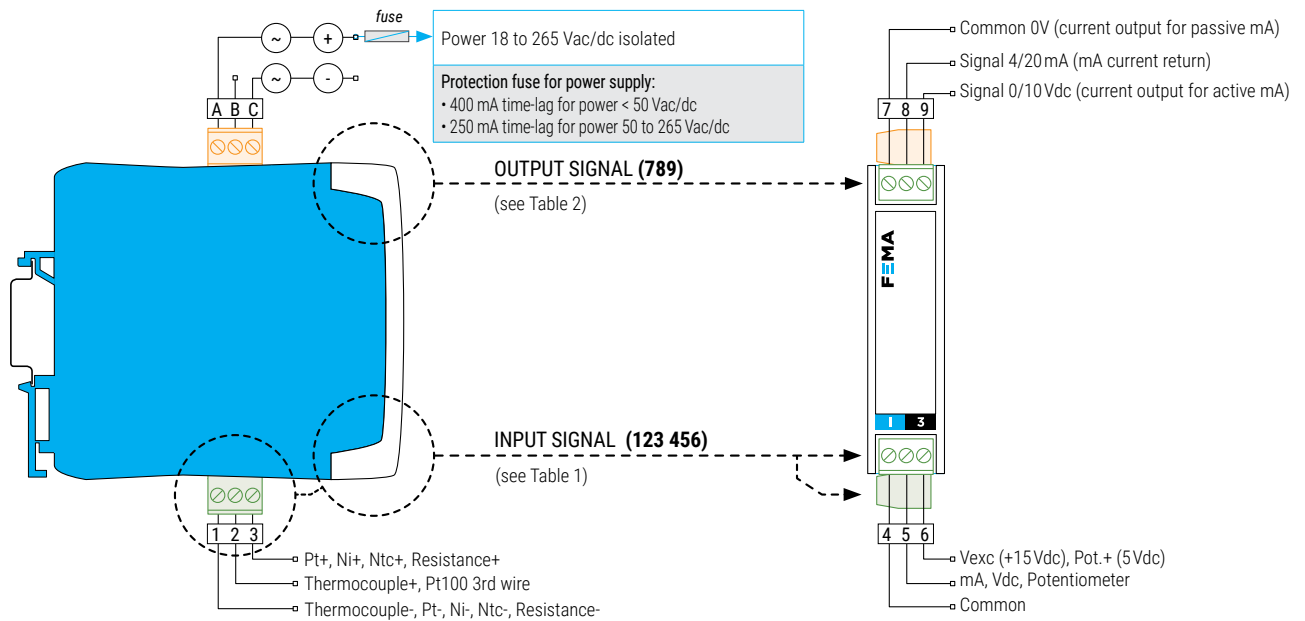 fuse
~ +
Power 18 to 265 Vac/dc isolated
~ -
Protection fuse for power supply:
• 400 mA time-lag for power < 50 Vac/dc
• 250 mA time-lag for power 50 to 265 Vac/dc
A B C
Common 0V (current output for passive mA)
Signal 4/20 mA (mA current return)
Signal 0/10 Vdc (current output for active mA)
7 8 9
OUTPUT SIGNAL (789)
(see Table 2)
FEMA
I 3
INPUT SIGNAL (123 456)
(see Table 1)
1 2 3
Pt+, Ni+, Ntc+, Resistance+
Thermocouple+, Pt100 3rd wire
Thermocouple-, Pt-, Ni-, Ntc-, Resistance-
4 5 6
Vexc (+15 Vdc), Pot.+ (5 Vdc)
mA, Vdc, Potentiometer
Common